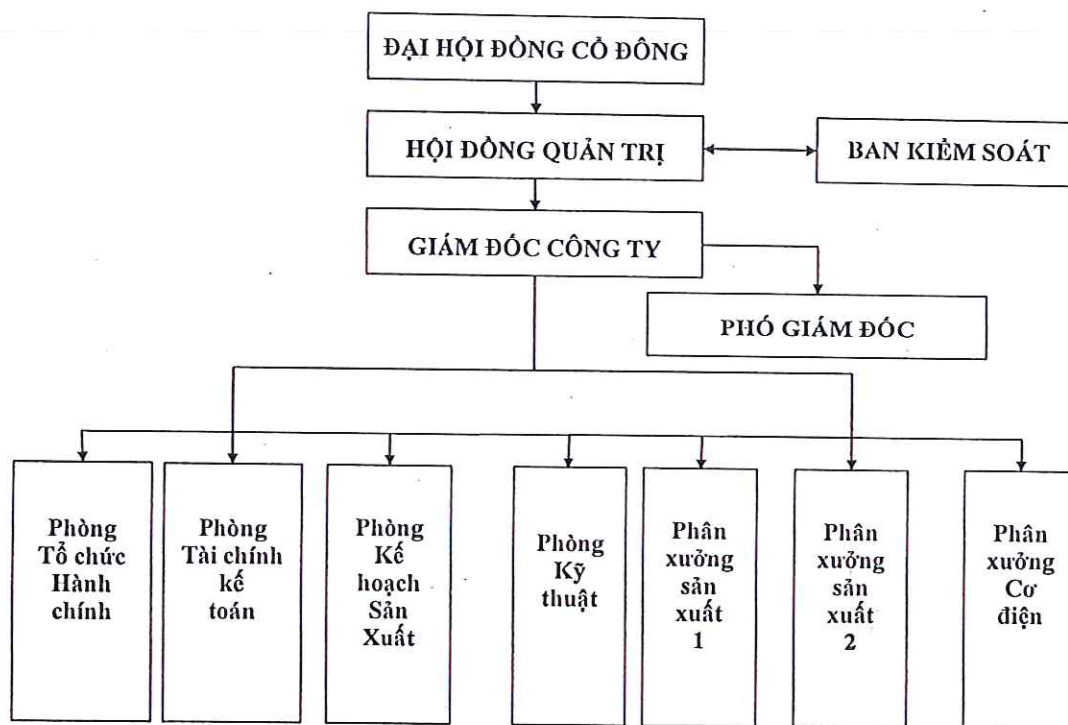 ĐẠI HỘI ĐỒNG CỔ ĐÔNG
HỘI ĐỒNG QUẢN TRỊ
BAN KIỂM SOÁT
GIÁM ĐỐC CÔNG TY
PHÓ GIÁM ĐỐC
Phòng
Tổ chức
Hành
chính
Phòng
Tài chính
kế
toán
Phòng
Kế
hoạch
Sản
Xuất
Phòng
Kỹ
thuật
Phân
xưởng
sản
xuất
1
Phân
xưởng
sản
xuất
2
Phân
xưởng
Cơ
điện